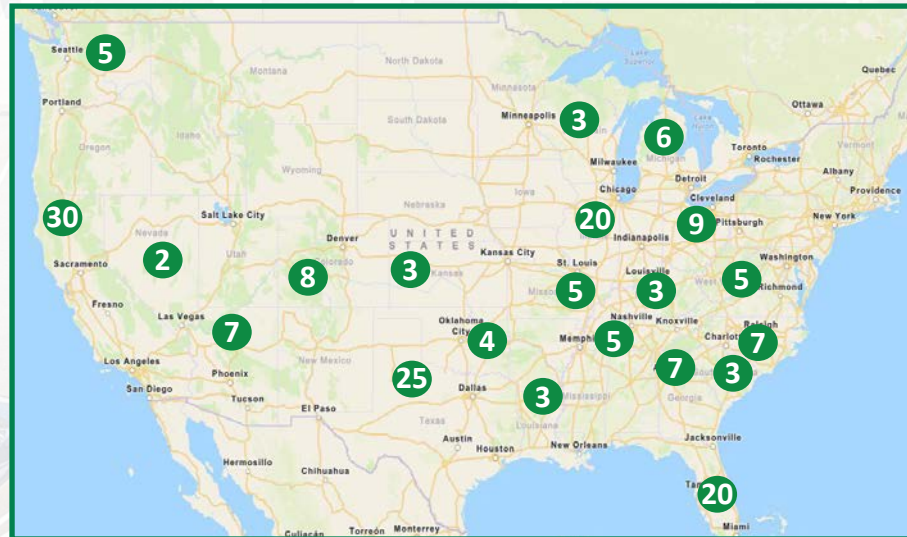 Seattle
5
Montana
North Dakota
Lake Superior
Quebec
Portland
Minnesota
Ottawa
Minneapolis
3
6
Oregon
Idaho
South Dakota
Michigan
Toronto
Vermont
Wyoming
Milwaukee
Rochester
Albany
Detroit
Chicago
Cleveland
Providence
30
Salt Lake City
Nebraska
Iowa
20
9
Pittsburgh
New York
Nevada
UNITED
STATES
Denver
Indianapolis
Utah
Kansas City
2
Sacramento
8
3
Kansas
St. Louis
Louisville
5
Washington
Richmond
Fresno
5
3
Las Vegas
7
Oklahoma
City
4
Nashville
Knoxville
5
7
Los Angeles
New Mexico
7
3
Phoenix
25
Dallas
3
Mississippi
Georgia
San Diego
Tucson
El Paso
Texas
Louisiana
Austin
Houston
New Orleans
Jacksonville
Hermosillo
Chihuahua
20
Miami
Torreón
Monterrey